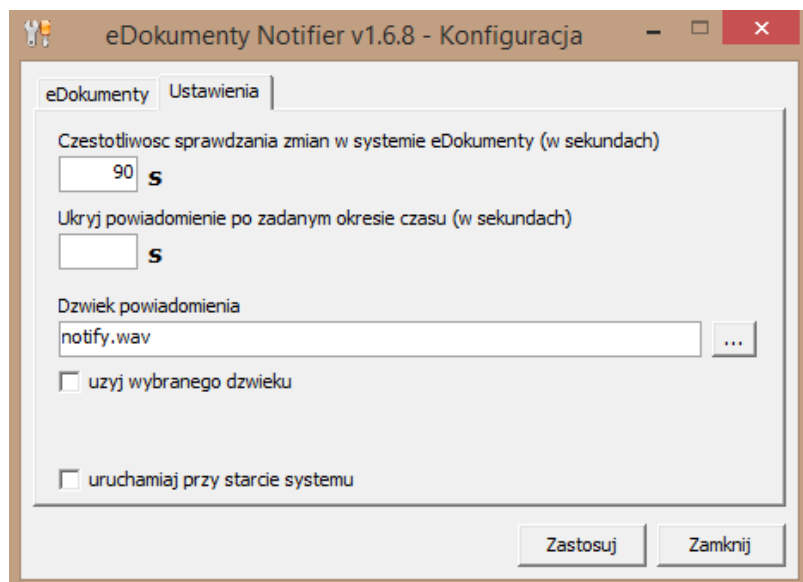 eDokumenty Notifier v1.6.8 - Konfiguracja
eDokumenty Ustawienia
Czestotliwosc sprawdzania zmian w systemie eDokumenty (w sekundach)
90 s
Ukryj powiadomienie po zadanym okresie czasu (w sekundach)
s
Dzwiek powiadomienia
notify.wav ...
uzyj wybranego dzwieku
uruchamiaj przy starcie systemu
Zastosuj Zamknij